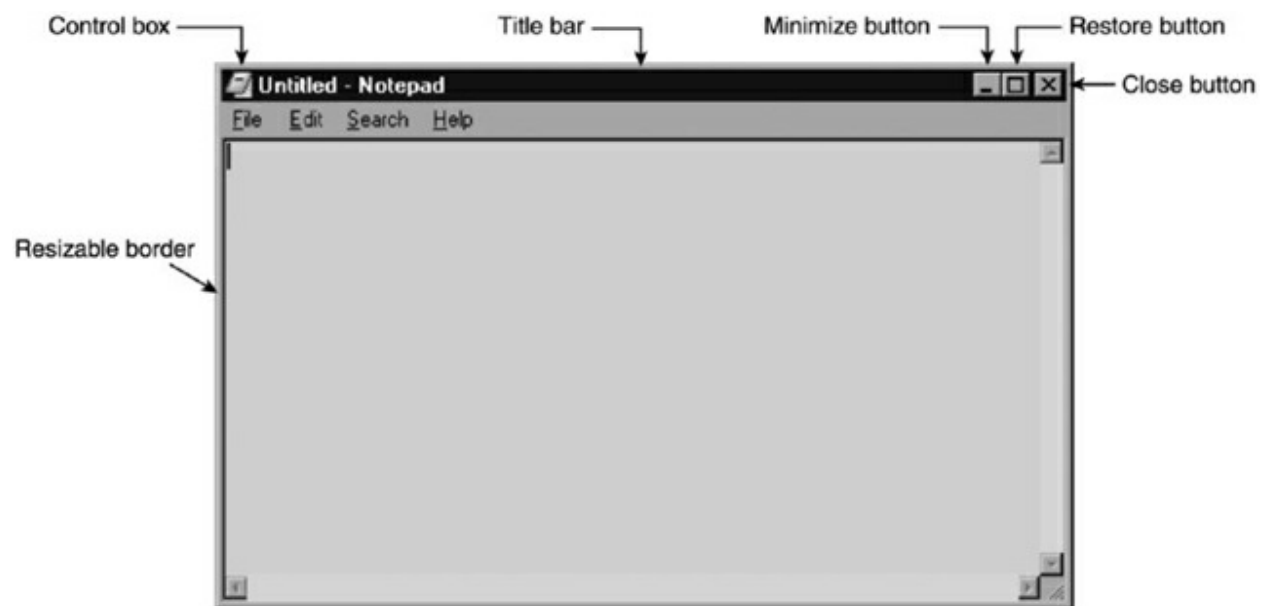 Control box
Title bar
Minimize button
Restore button
Untitled - Notepad
Close button
File Edit Search Help
Resizable border